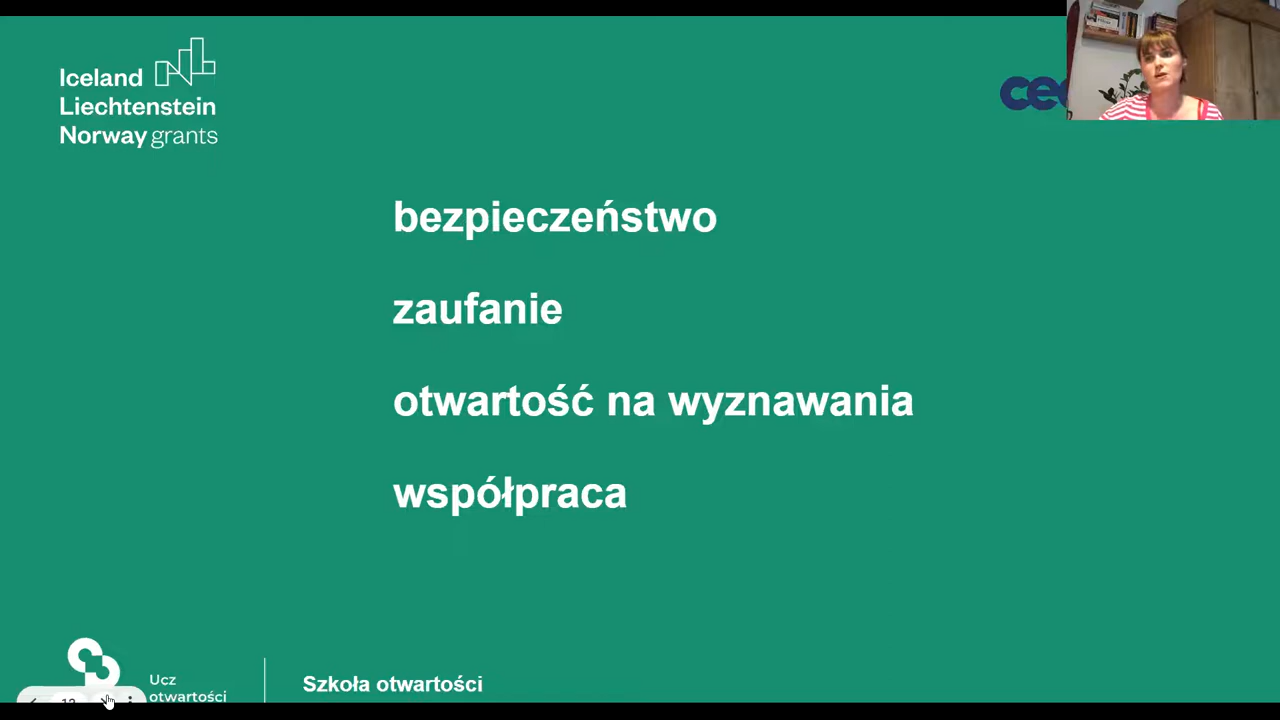 Iceland
Liechtenstein
Norway grants
bezpieczeństwo
zaufanie
otwartość na wyznawania
współpraca
Ucz
otwartości
Szkoła otwartości